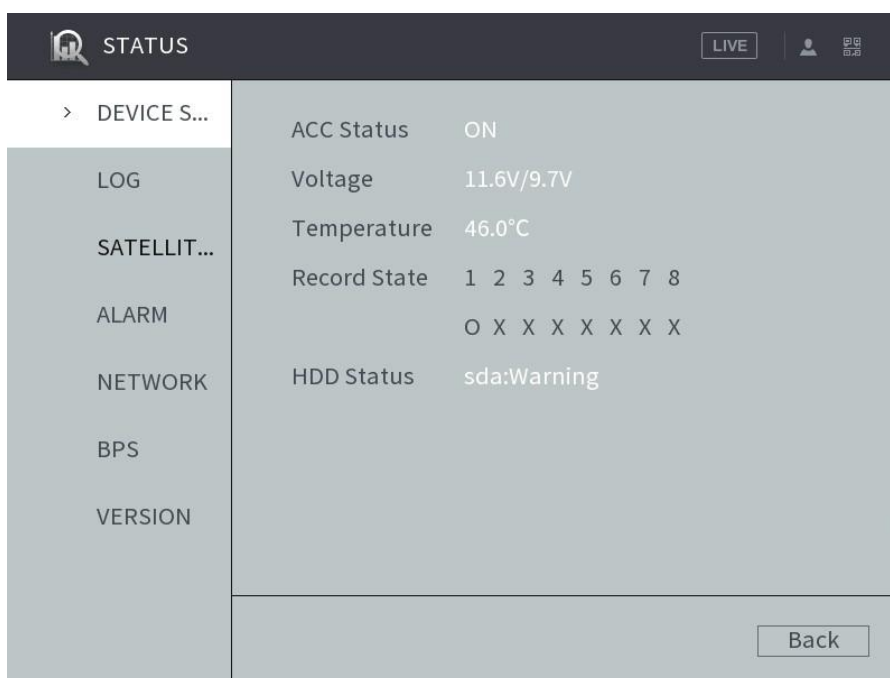 STATUS
LIVE
> DEVICE S...
LOG
SATELLIT...
ALARM
NETWORK
BPS
VERSION
ACC Status ON
Voltage 11.6V/9.7V
Temperature 46.0°C
Record State 1 2 3 4 5 6 7 8
O X X X X X X X
HDD Status sda:Warning
Back